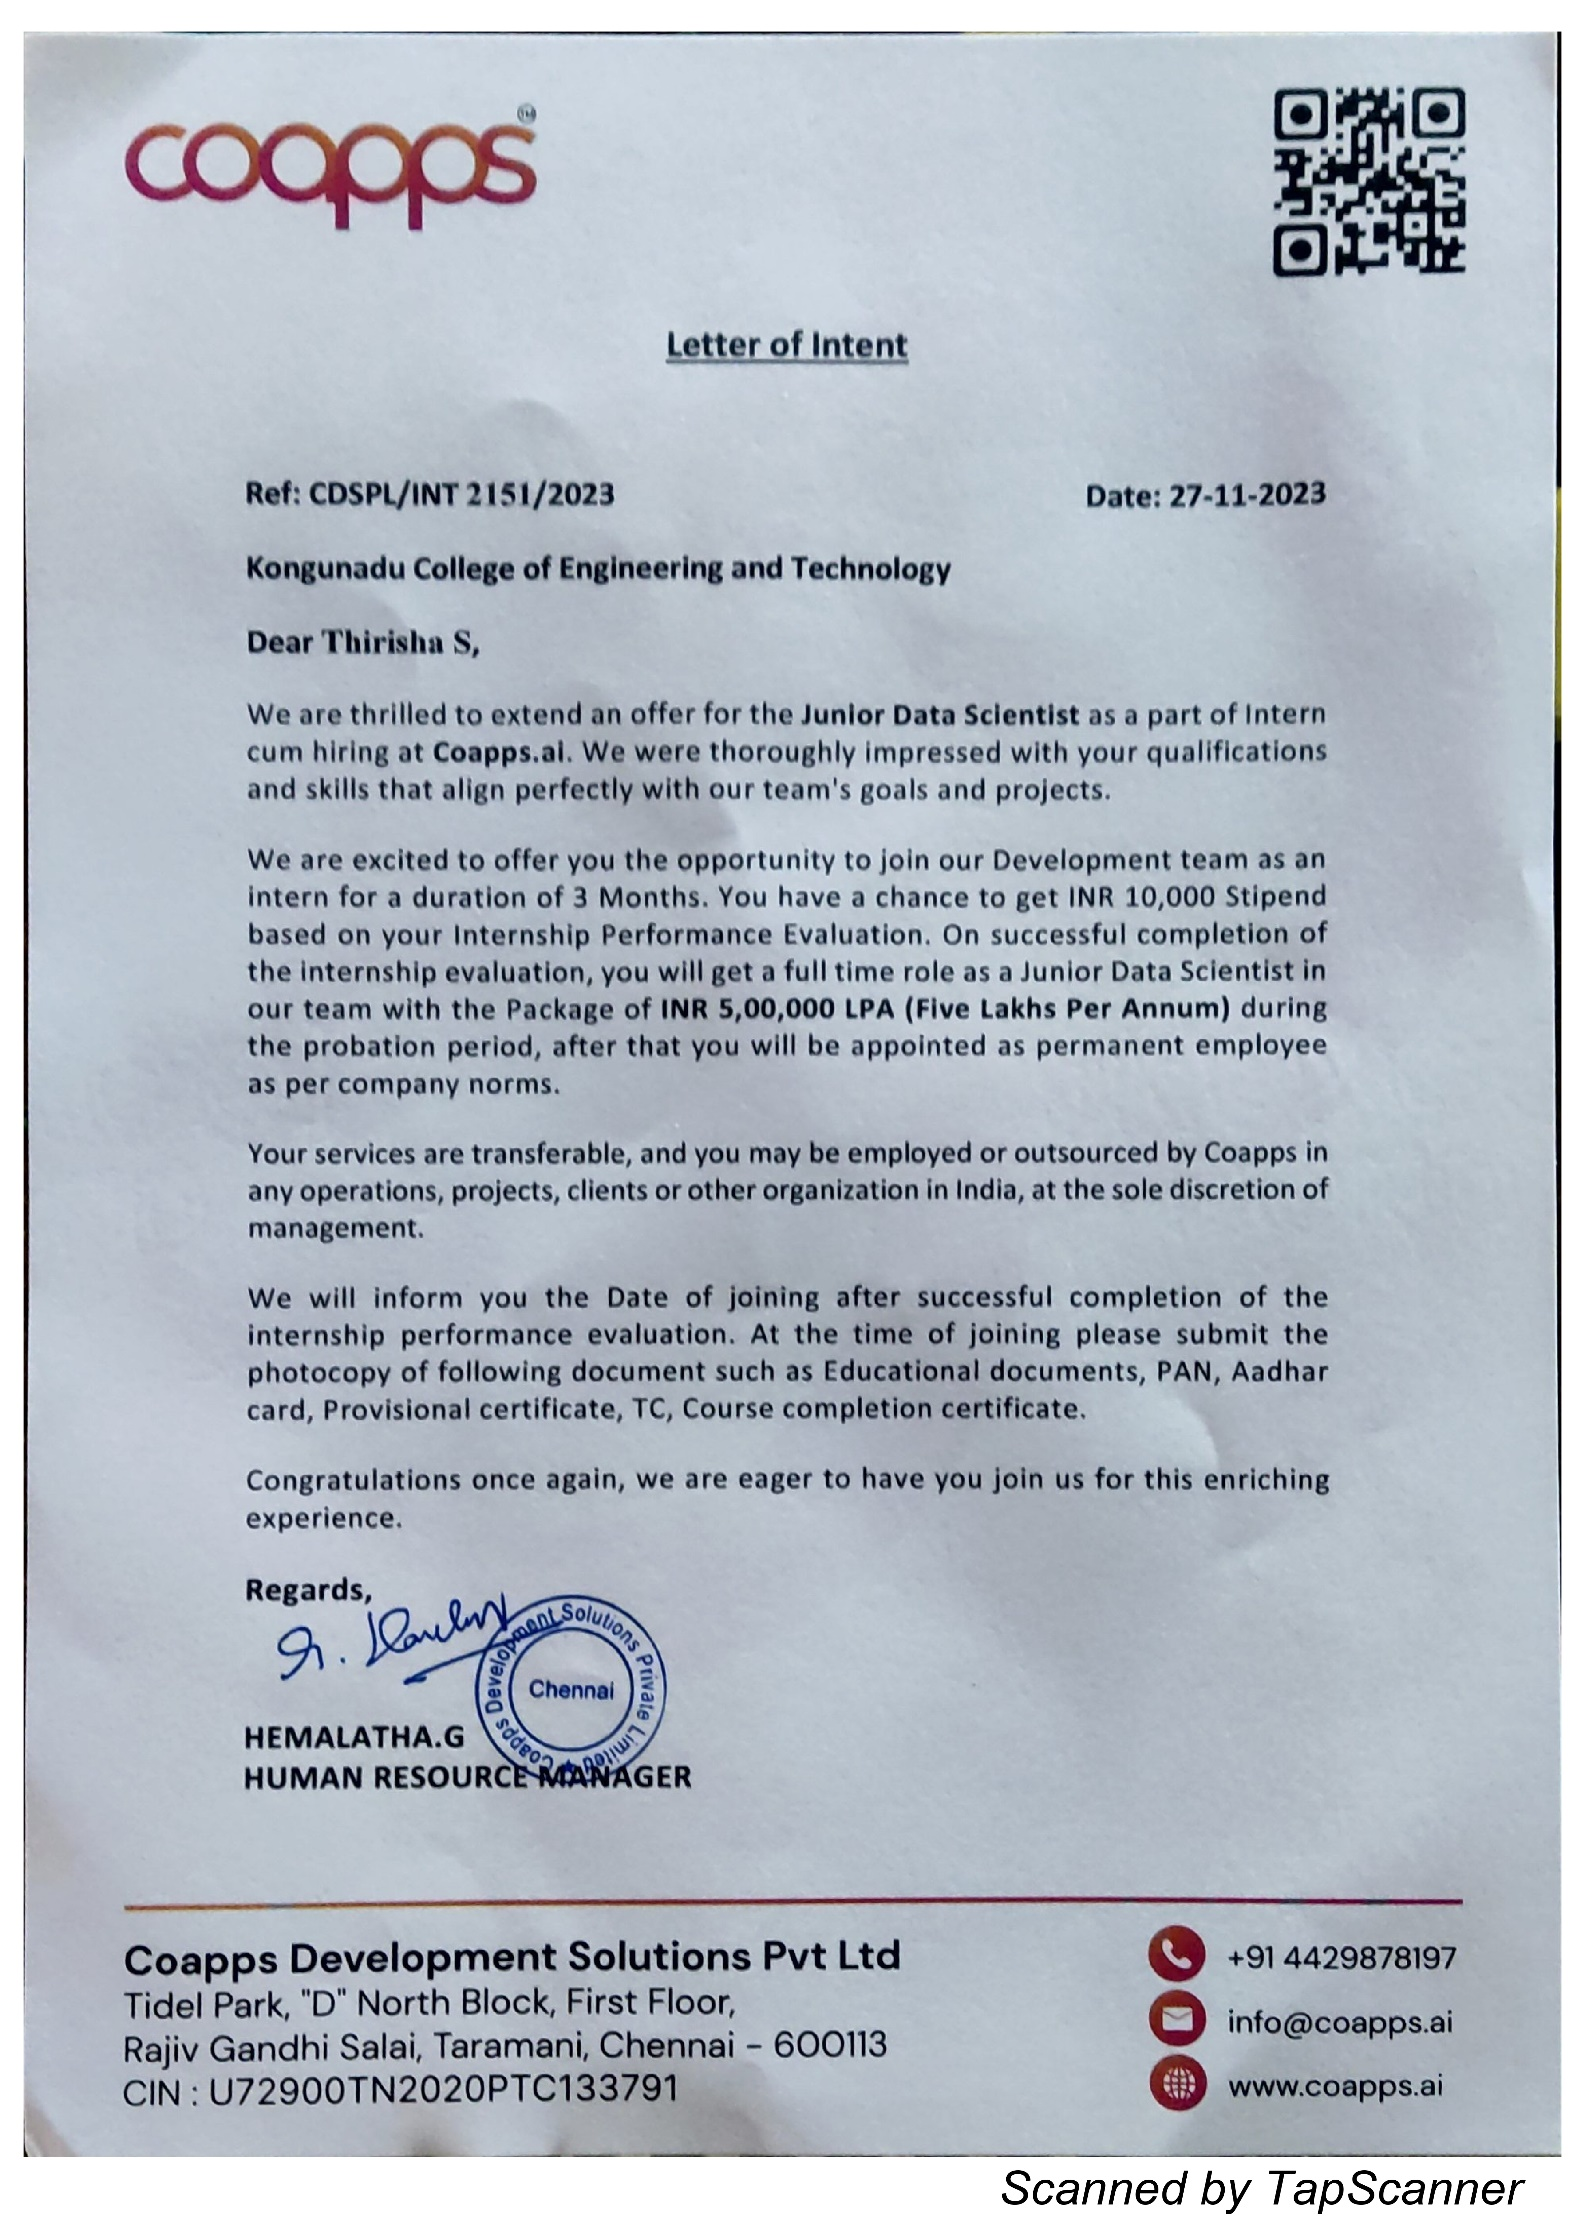 coapps
TM
Letter of Intent
Ref: CDSPL/INT 2151/2023 Date: 27-11-2023
Kongunadu College of Engineering and Technology
Dear Thirisha S,
We are thrilled to extend an offer for the Junior Data Scientist as a part of Intern
cum hiring at Coapps.ai. We were thoroughly impressed with your qualifications
and skills that align perfectly with our team's goals and projects.
We are excited to offer you the opportunity to join our Development team as an
intern for a duration of 3 Months. You have a chance to get INR 10,000 Stipend
based on your Internship Performance Evaluation. On successful completion of
the internship evaluation, you will get a full time role as a Junior Data Scientist in
our team with the Package of INR 5,00,000 LPA (Five Lakhs Per Annum) during
the probation period, after that you will be appointed as permanent employee
as per company norms.
Your services are transferable, and you may be employed or outsourced by Coapps in
any operations, projects, clients or other organization in India, at the sole discretion of
management.
We will inform you the Date of joining after successful completion of the
internship performance evaluation. At the time of joining please submit the
photocopy of following document such as Educational documents, PAN, Aadhar
card, Provisional certificate, TC, Course completion certificate.
Congratulations once again, we are eager to have you join us for this enriching
experience.
Regards,
Coapps Development Solutions Private Limited
Chennai
HEMALATHA.G
HUMAN RESOURCE MANAGER
Coapps Development Solutions Pvt Ltd
Tidel Park, "D" North Block, First Floor,
Rajiv Gandhi Salai, Taramani, Chennai - 600113
CIN : U72900TN2020PTC133791
+91 4429878197
info@coapps.ai
www.coapps.ai
Scanned by TapScanner